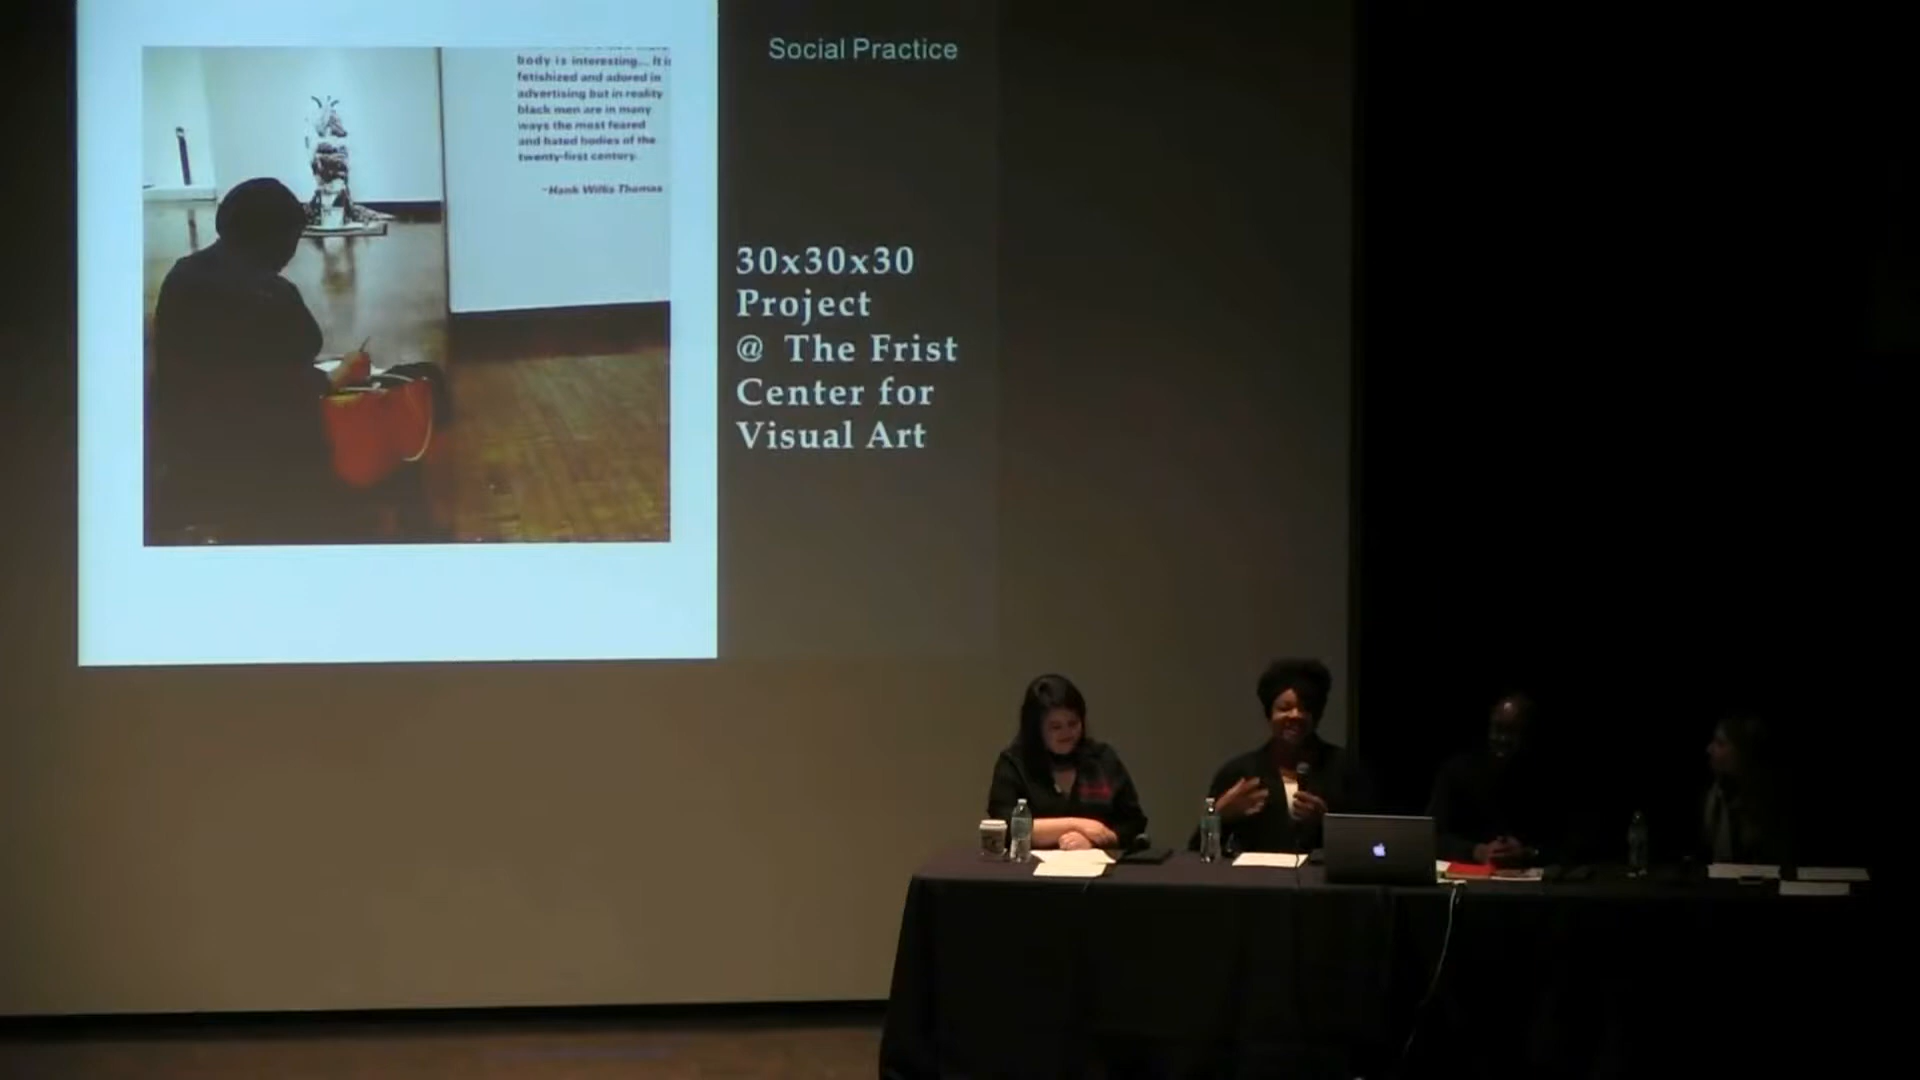 Social Practice
body is interesting... It is
fetishized and adored in
advertising but in reality
black men are in many
ways the most feared
and hated bodies of the
twenty-first century.
-Hank Willis Thomas
30x30x30
Project
@ The Frist
Center for
Visual Art